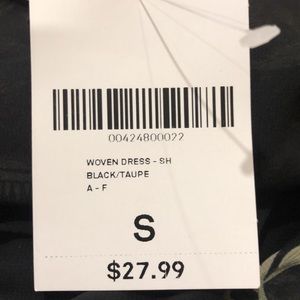 00424800022
WOVEN DRESS - SH
BLACK/TAUPE
A - F
S
$27.99